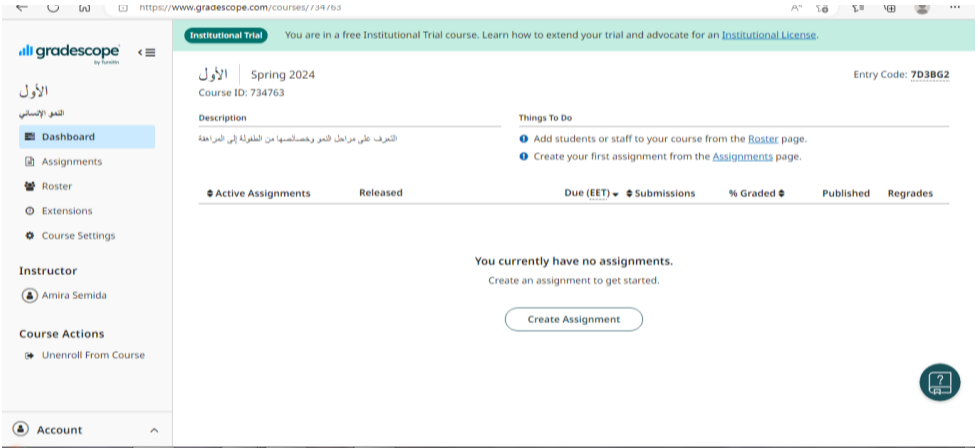 https://www.gradescope.com/courses/734763
Institutional Trial You are in a free Institutional Trial course. Learn how to extend your trial and advocate for an Institutional License.
gradescope
by Turnitin
الأول
النمو الإنساني
Dashboard
Assignments
Roster
Extensions
Course Settings
Instructor
Amira Semida
Course Actions
Unenroll From Course
Account
الأول Spring 2024
Entry Code: 7D3BG2
Course ID: 734763
Description
التعرف على مراحل النمو وخصائصها من الطفولة إلى المراهقة
Things To Do
Add students or staff to your course from the Roster page.
Create your first assignment from the Assignments page.
Active Assignments Released Due (EET) Submissions % Graded Published Regrades
You currently have no assignments.
Create an assignment to get started.
Create Assignment